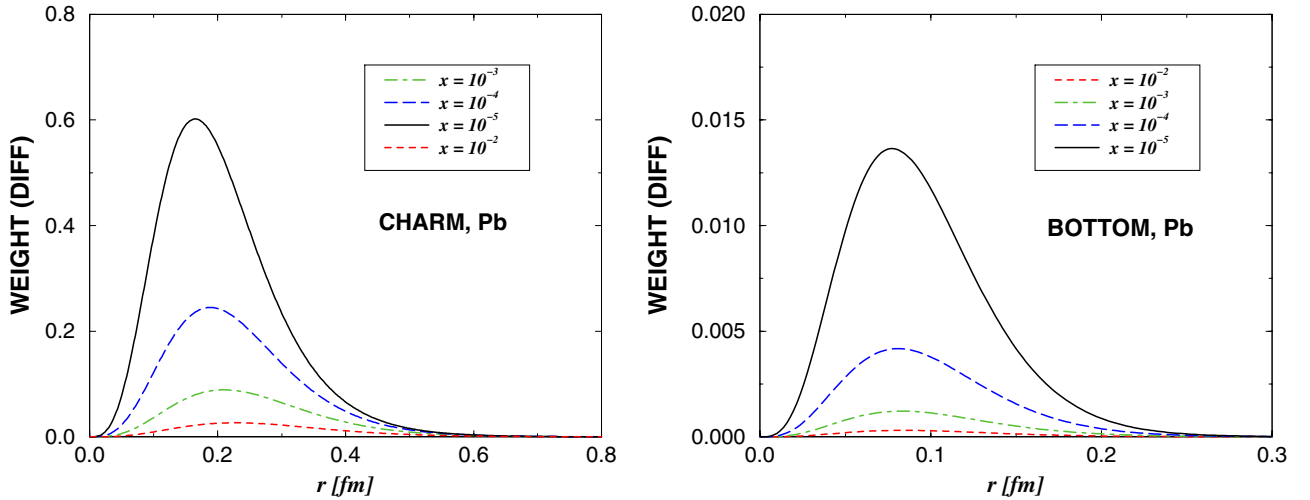 0.8
0.6
0.4
0.2
0.0
WEIGHT (DIFF)
x = 10⁻³
x = 10⁻⁴
x = 10⁻⁵
x = 10⁻²
CHARM, Pb
0.0 0.2 0.4 0.6 0.8
r [fm]
0.020
0.015
0.010
0.005
0.000
WEIGHT (DIFF)
x = 10⁻²
x = 10⁻³
x = 10⁻⁴
x = 10⁻⁵
BOTTOM, Pb
0.0 0.1 0.2 0.3
r [fm]